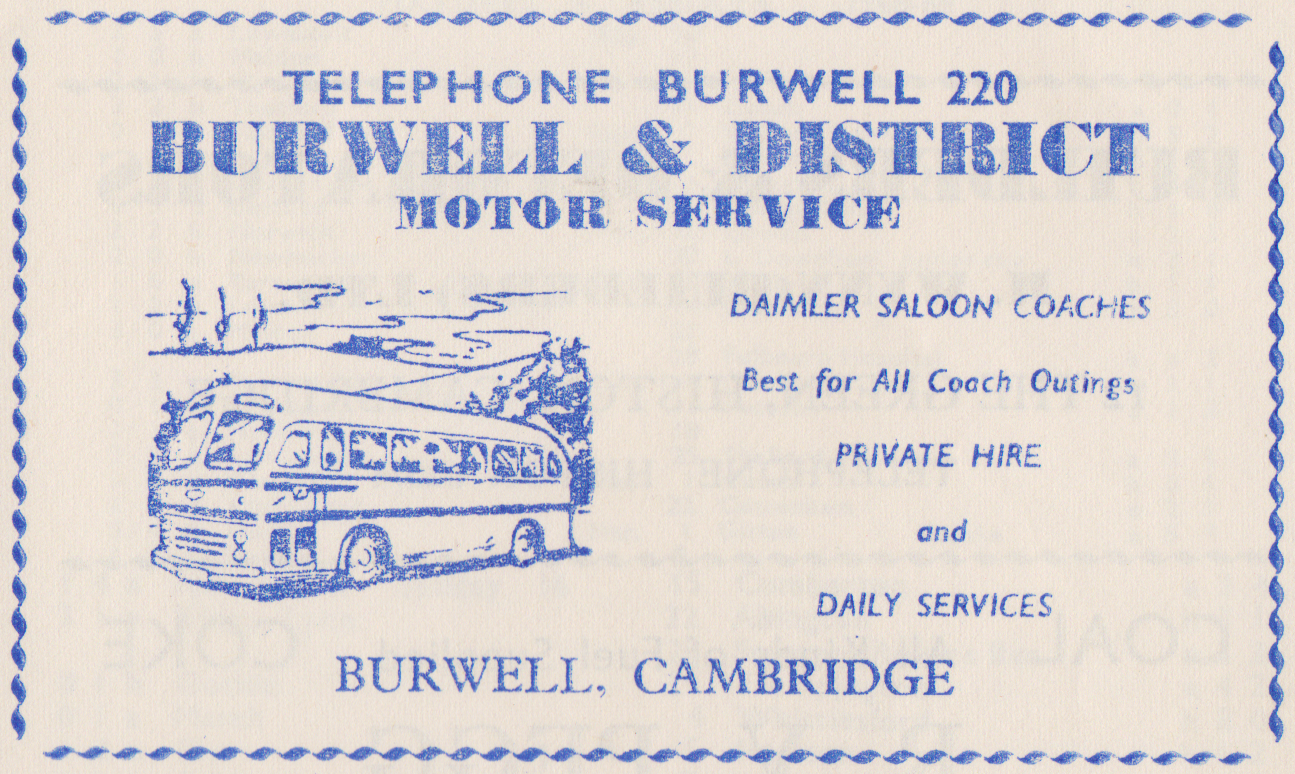 TELEPHONE BURWELL 220
BURWELL & DISTRICT
MOTOR SERVICE
DAIMLER SALOON COACHES
Best for All Coach Outings
PRIVATE HIRE
and
DAILY SERVICES
BURWELL, CAMBRIDGE